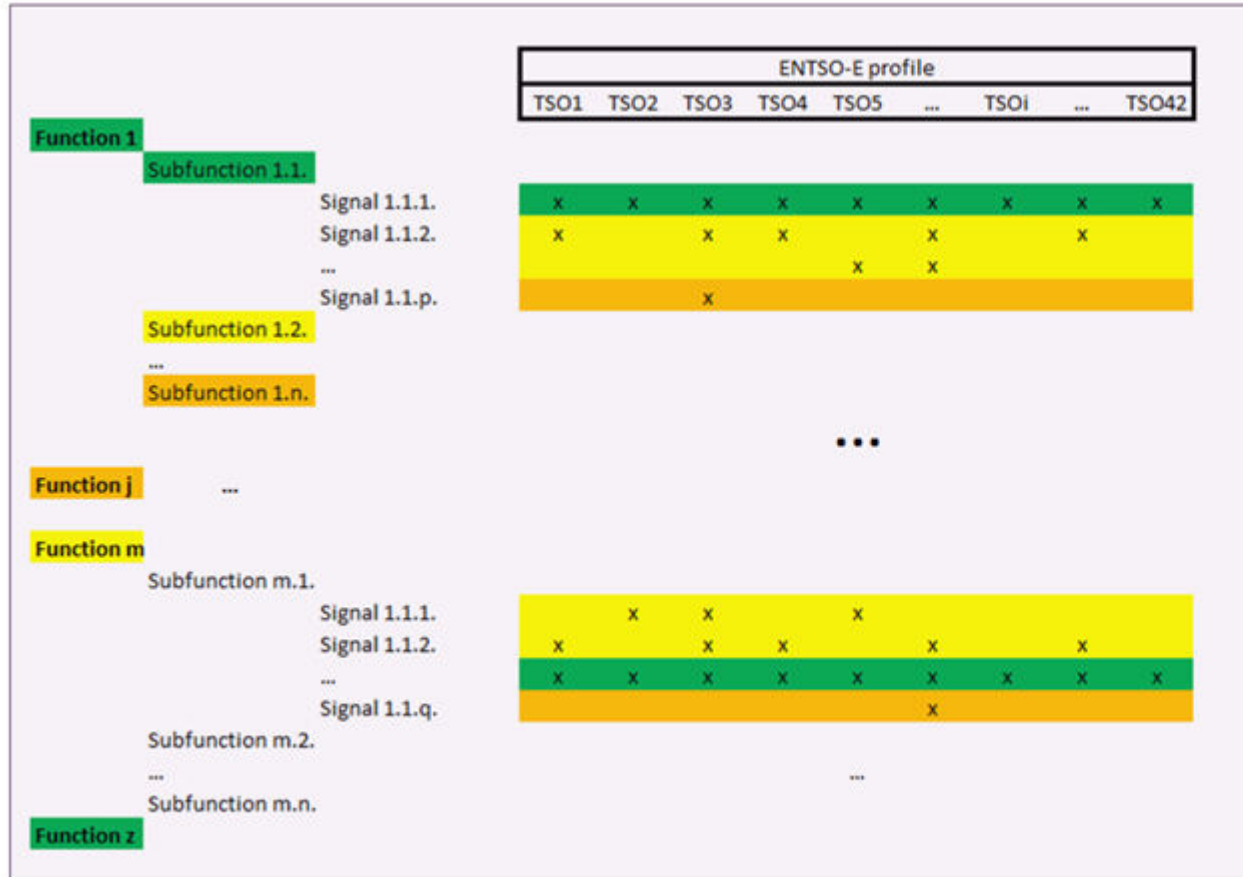 ENTSO-E profile
TSO1 TSO2 TSO3 TSO4 TSO5 ... TSOi ... TSO42
Function 1
Subfunction 1.1.
Signal 1.1.1. x x x x x x x x x
Signal 1.1.2. x x x x x
... x x
Signal 1.1.p. x
Subfunction 1.2.
...
Subfunction 1.n.
...
Function j ...
Function m
Subfunction m.1.
Signal 1.1.1. x x x
Signal 1.1.2. x x x x x
... x x x x x x x x x
Signal 1.1.q. x
Subfunction m.2.
... ...
Subfunction m.n.
Function z